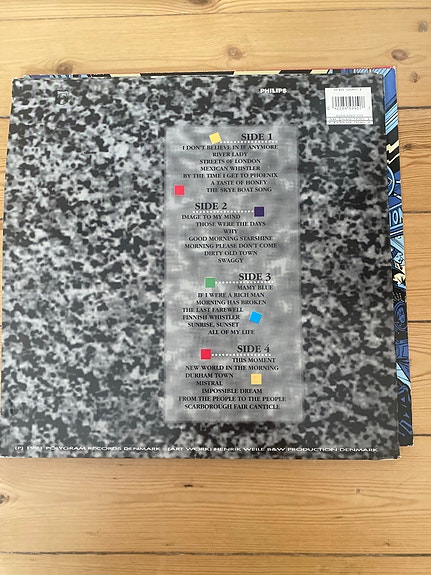 PHILIPS
SIDE 1
I DON'T BELIEVE IN IF ANYMORE
RIVER LADY
STREETS OF LONDON
MEXICAN WHISTLER
BY THE TIME I GET TO PHOENIX
A TASTE OF HONEY
THE SKYE BOAT SONG
SIDE 2
IMAGE TO MY MIND
THOSE WERE THE DAYS
WHY
GOOD MORNING STARSHINE
MORNING PLEASE DON'T COME
DIRTY OLD TOWN
SWAGGY
SIDE 3
MAMY BLUE
IF I WERE A RICH MAN
MORNING HAS BROKEN
THE LAST FAREWELL
FINNISH WHISTLER
SUNRISE, SUNSET
ALL OF MY LIFE
SIDE 4
THIS MOMENT
NEW WORLD IN THE MORNING
DURHAM TOWN
MISTRAL
IMPOSSIBLE DREAM
FROM THE PEOPLE TO THE PEOPLE
SCARBOROUGH FAIR CANTICLE
(P) 1991 POLYGRAM RECORDS DENMARK (ART WORK) HENRIK WEILE B&W PRODUCTION DENMARK